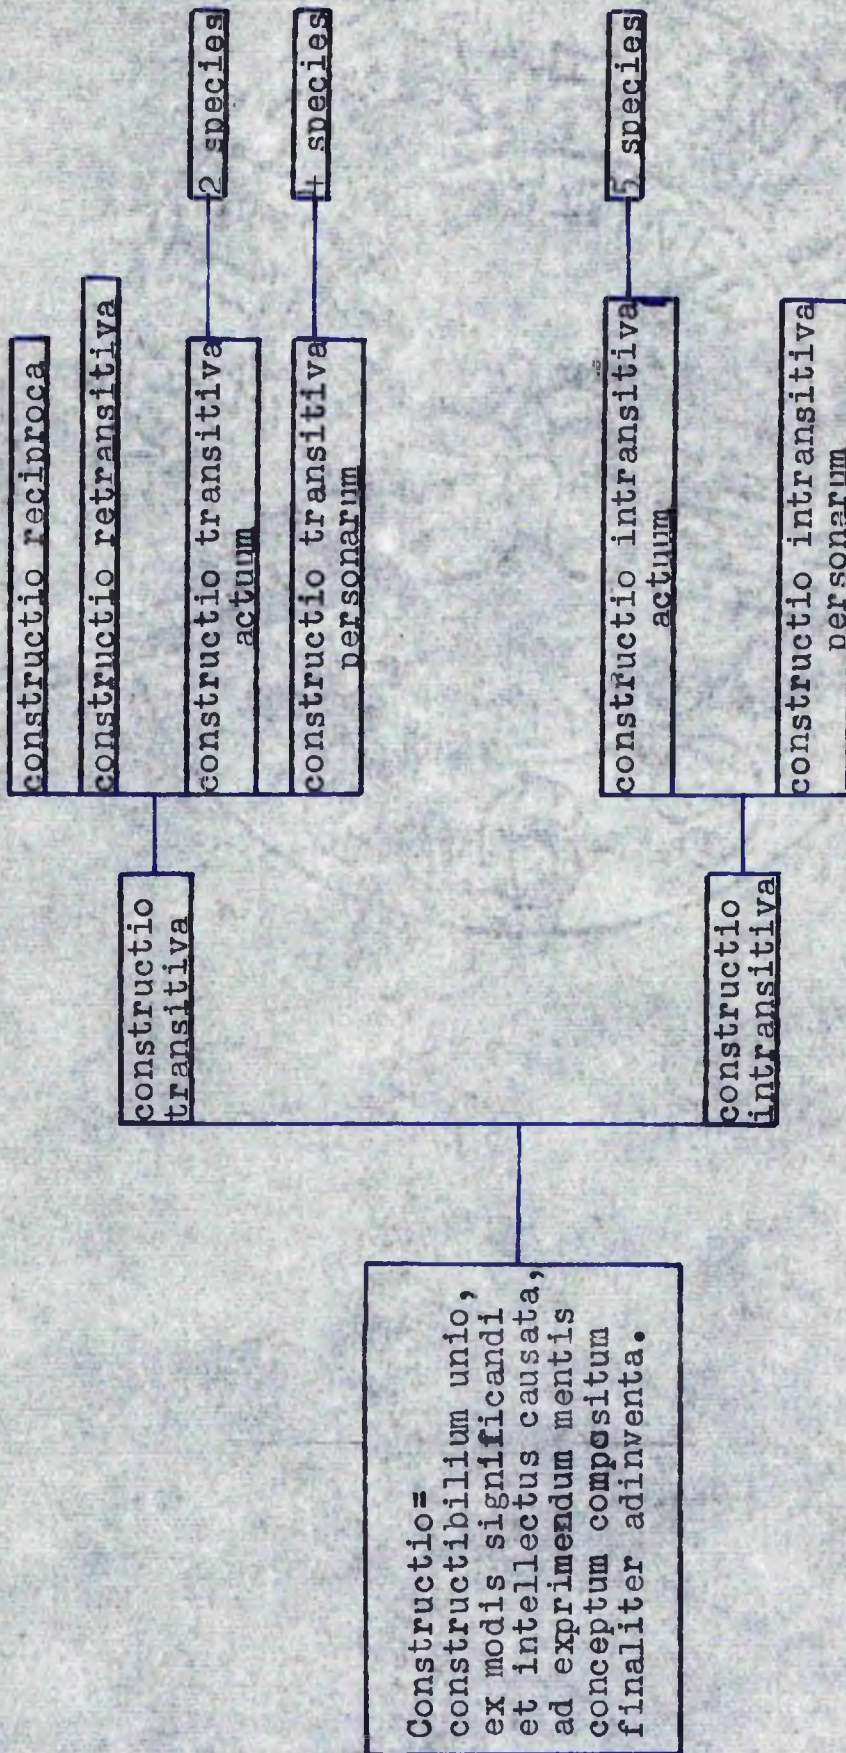 Constructio=
constructibilium unio,
ex modis significandi
et intellectus causata,
ad exprimendum mentis
conceptum compositum
finaliter adinventa.
constructio
transitiva
constructio reciproca
constructio retransitiva
constructio transitiva
actuum
2 species
constructio transitiva
personarum
4 species
constructio
intransitiva
constructio intransitiva
actuum
5 species
constructio intransitiva
personarum